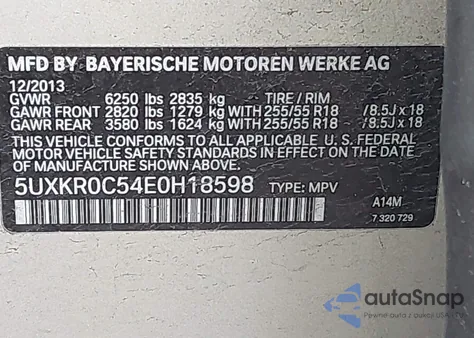 MFD BY BAYERISCHE MOTOREN WERKE AG
12/2013
GVWR 6250 lbs 2835 kg TIRE / RIM
GAWR FRONT 2820 lbs 1279 kg WITH 255/55 R18 /8.5J x 18
GAWR REAR 3580 lbs 1624 kg WITH 255/55 R18 /8.5J x 18
THIS VEHICLE CONFORMS TO ALL APPLICABLE U. S. FEDERAL
MOTOR VEHICLE SAFETY STANDARDS IN EFFECT ON THE DATE
OF MANUFACTURE SHOWN ABOVE.
5UXKR0C54E0H18598 TYPE: MPV A14M
7 320 729
autaSnap